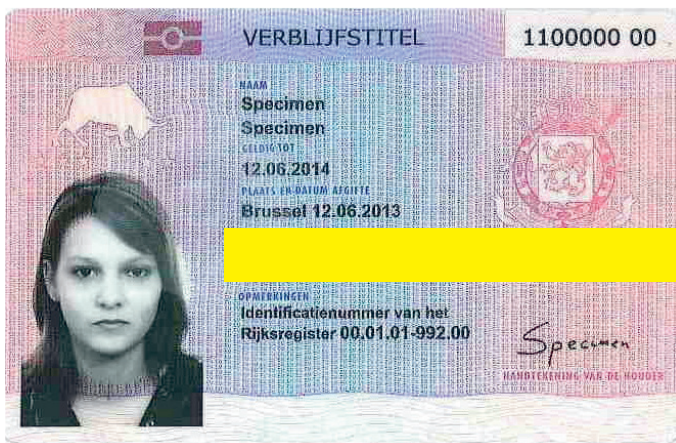 VERBLIJFSTITEL
1100000 00
NAAM
Specimen
Specimen
GELDIG TOT
12.06.2014
PLAATS EN DATUM AFGIFTE
Brussel 12.06.2013
OPMERKINGEN
Identificatienummer van het
Rijksregister 00.01.01-992.00
Specimen
HANDTEKENING VAN DE HOUDER